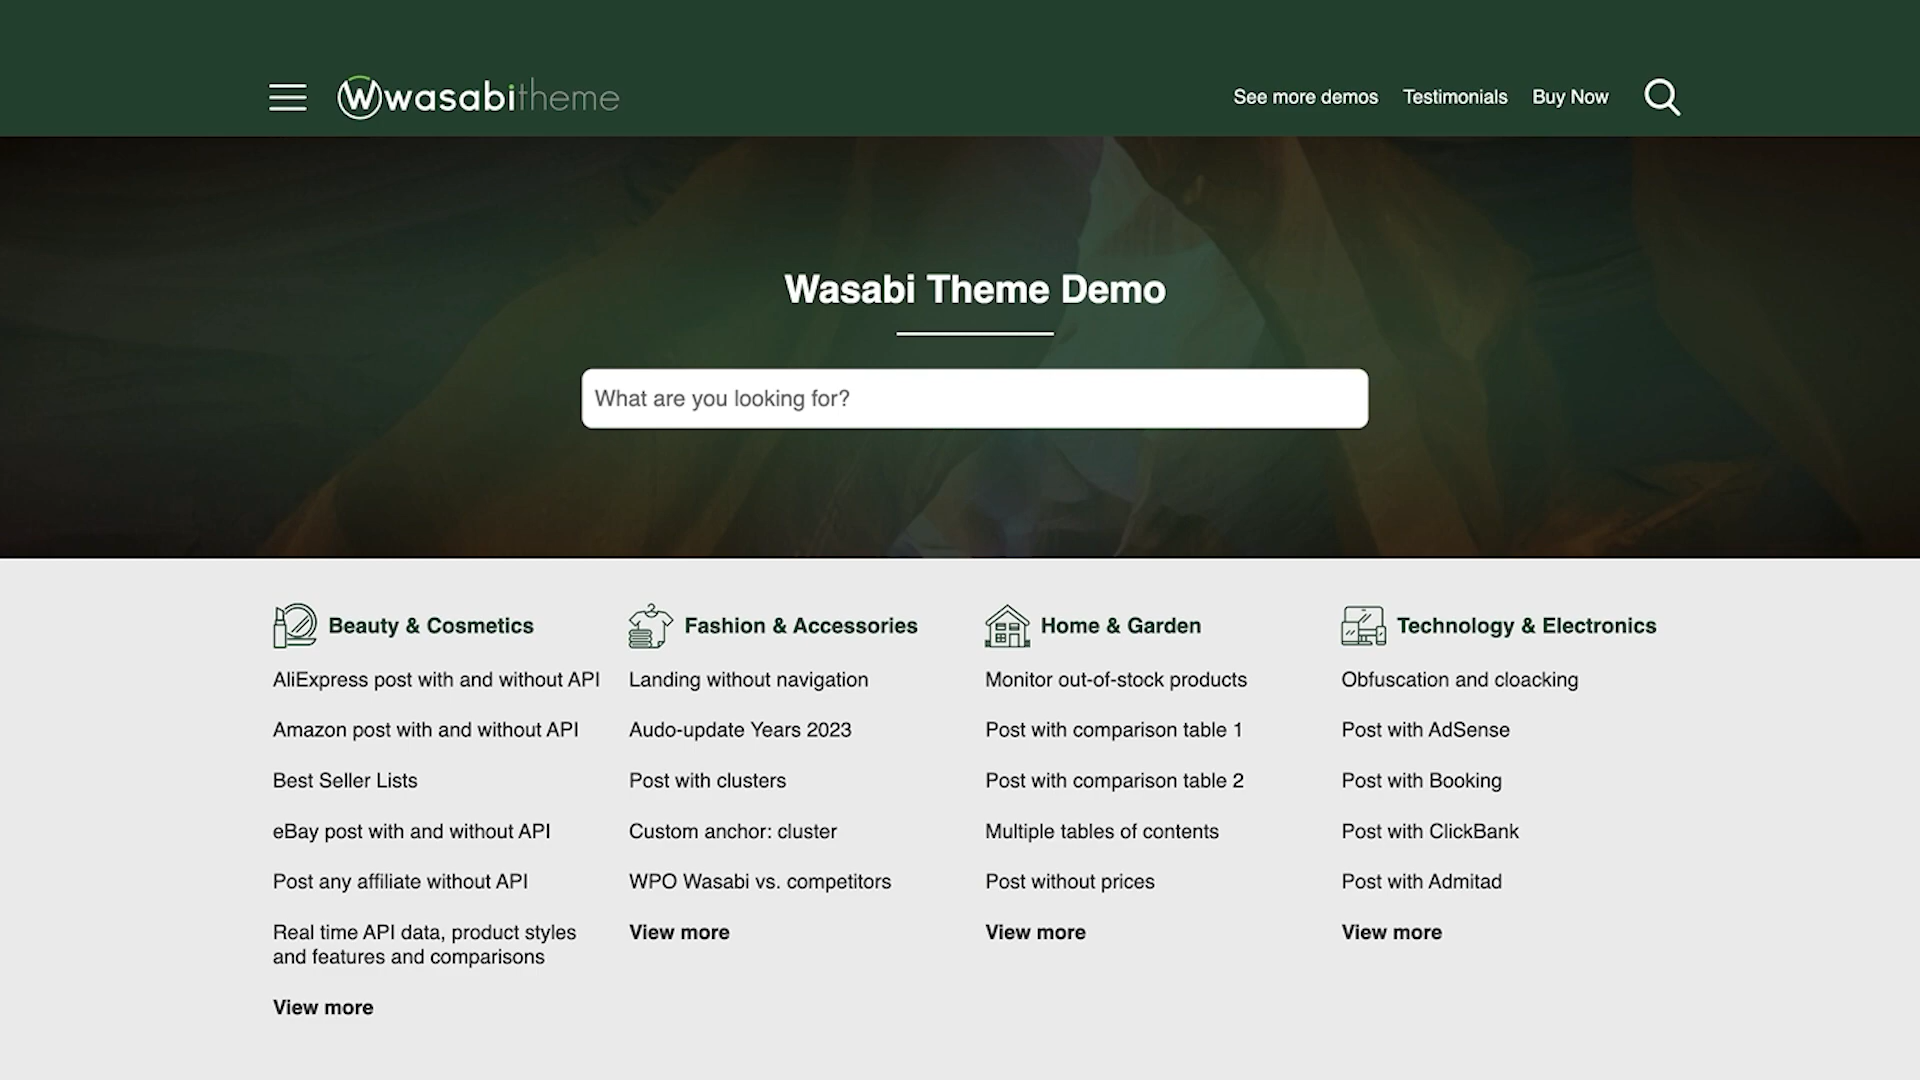 Wwasabitheme
See more demos
Testimonials
Buy Now
Wasabi Theme Demo
What are you looking for?
Beauty & Cosmetics
AliExpress post with and without API
Amazon post with and without API
Best Seller Lists
eBay post with and without API
Post any affiliate without API
Real time API data, product styles
and features and comparisons
View more
Fashion & Accessories
Landing without navigation
Audo-update Years 2023
Post with clusters
Custom anchor: cluster
WPO Wasabi vs. competitors
View more
Home & Garden
Monitor out-of-stock products
Post with comparison table 1
Post with comparison table 2
Multiple tables of contents
Post without prices
View more
Technology & Electronics
Obfuscation and cloacking
Post with AdSense
Post with Booking
Post with ClickBank
Post with Admitad
View more